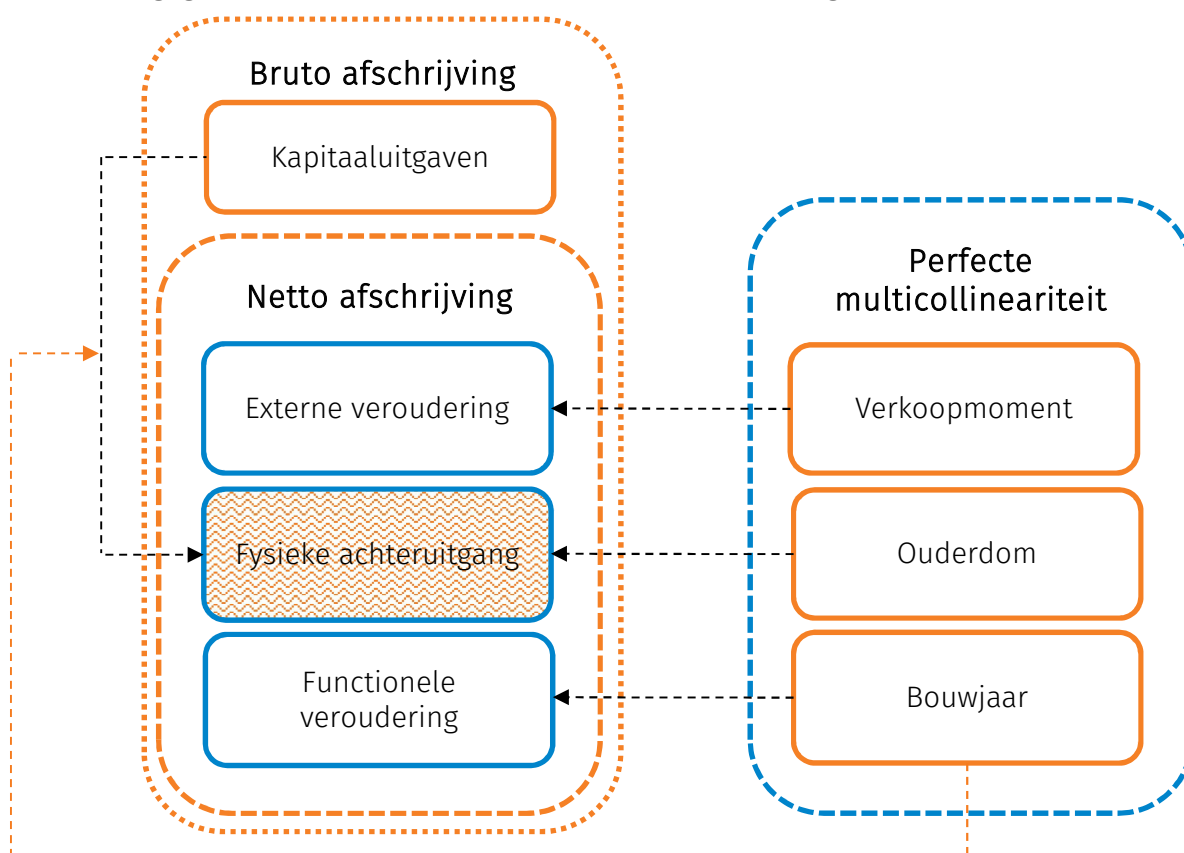 Bruto afschrijving
Kapitaaluitgaven
Netto afschrijving
Externe veroudering
Fysieke achteruitgang
Functionele
veroudering
Perfecte
multicollineariteit
Verkoopmoment
Ouderdom
Bouwjaar